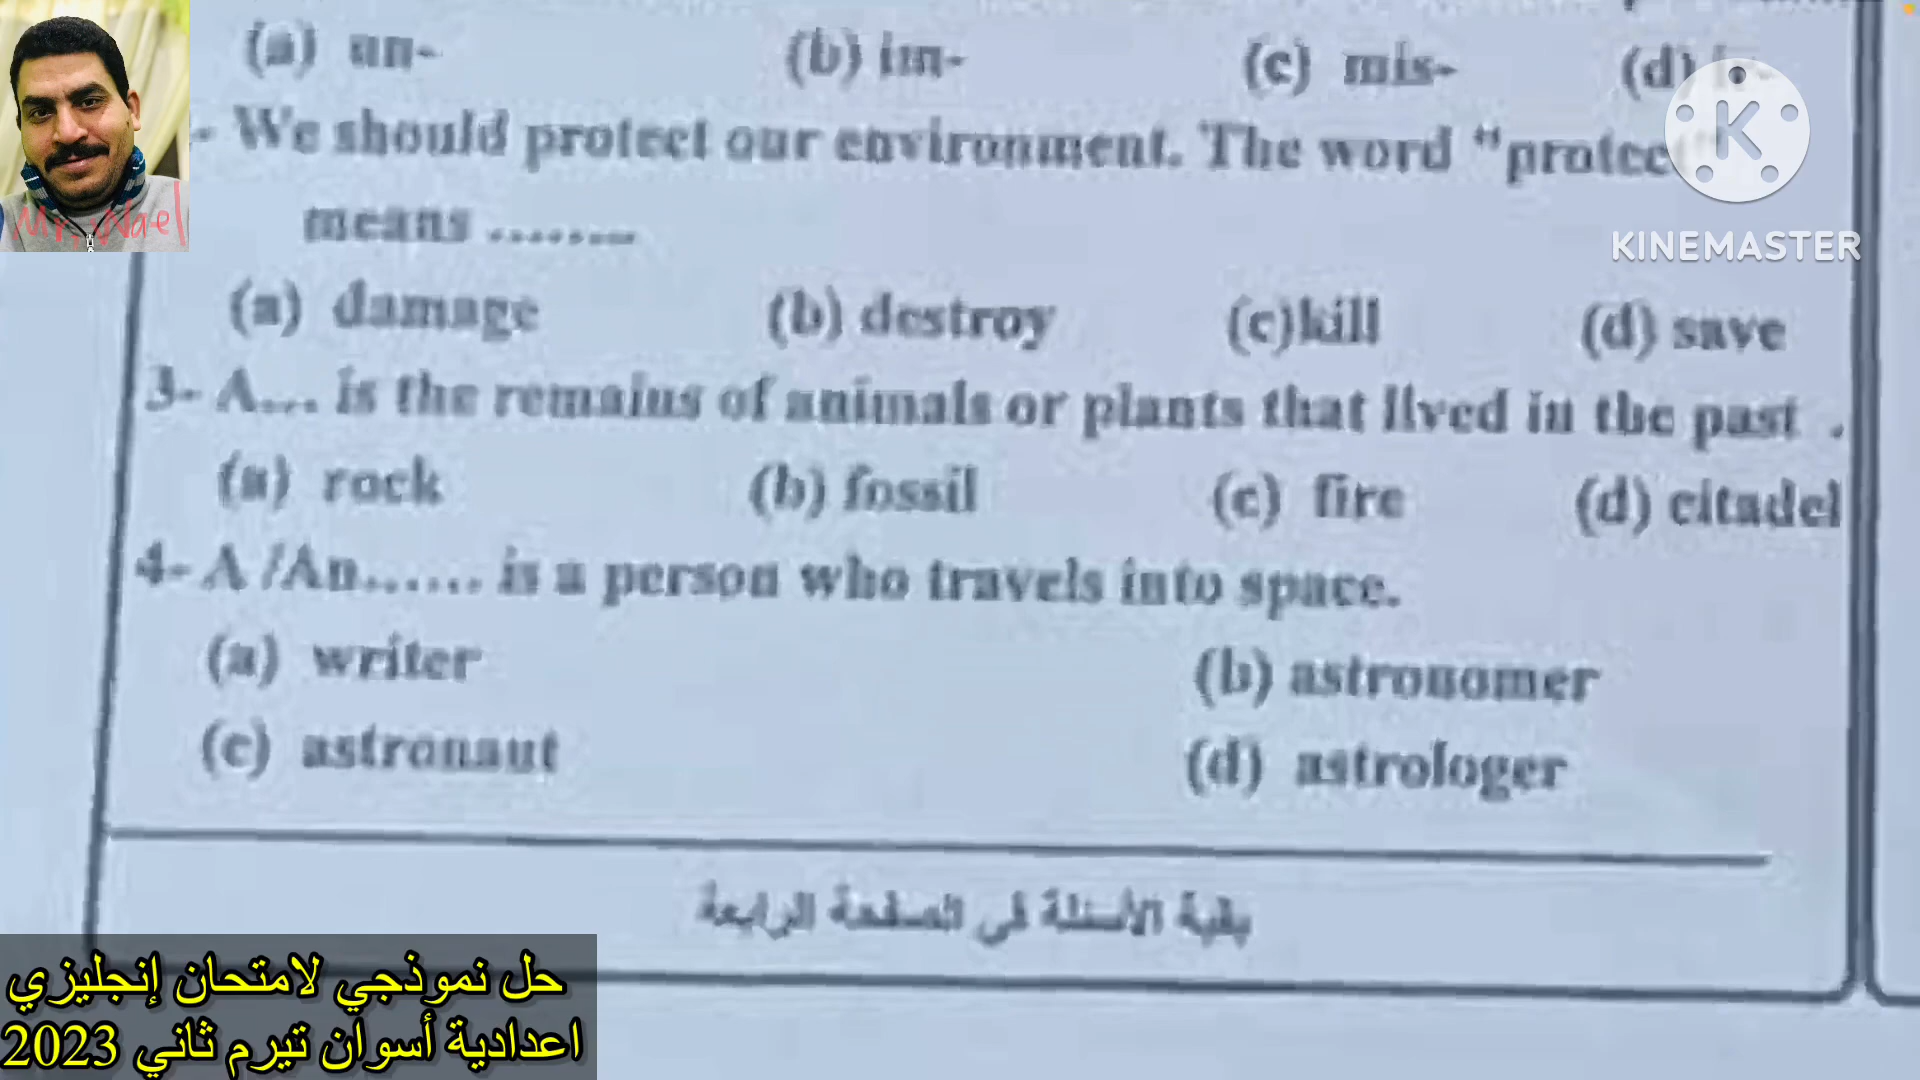 (a) un- (b) im- (c) mis- (d)
- We should protect our environment. The word "protect"
means ........
(a) damage (b) destroy (c)kill (d) save
3- A.... is the remains of animals or plants that lived in the past .
(a) rock (b) fossil (c) fire (d) citadel
4- A /An....... is a person who travels into space.
(a) writer (b) astronomer
(c) astronaut (d) astrologer
بقية الأسئلة في الصفحة الرابعة
Mr. Wael
K
KINEMASTER
حل نموذجي لامتحان إنجليزي
اعدادية أسوان تيرم ثاني 2023